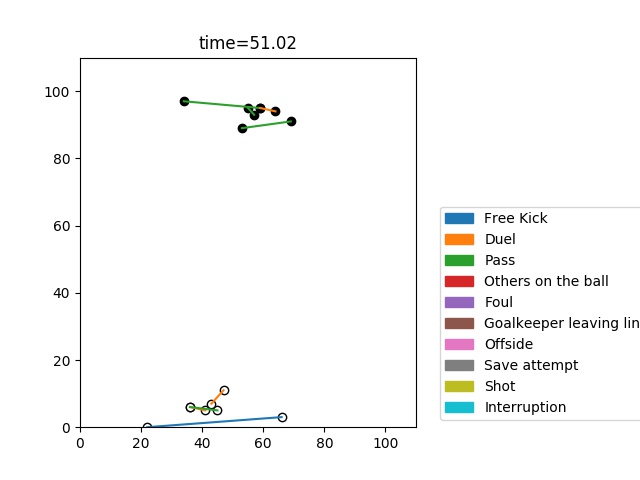 time=51.02
100
80
60
40
20
0
0 20 40 60 80 100
Free Kick
Duel
Pass
Others on the ball
Foul
Goalkeeper leaving lin
Offside
Save attempt
Shot
Interruption